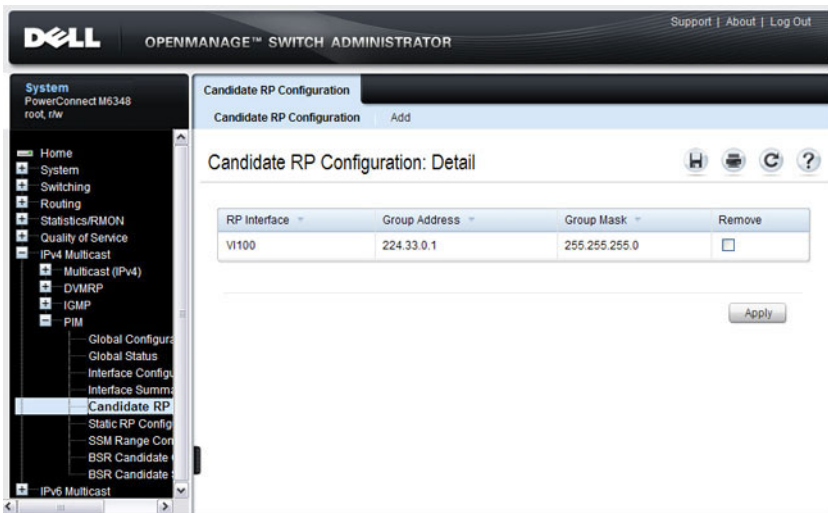 Support | About | Log Out
DELL
OPENMANAGE™ SWITCH ADMINISTRATOR
System
PowerConnect M6348
root, r/w
Home
System
Switching
Routing
Statistics/RMON
Quality of Service
IPv4 Multicast
Multicast (IPv4)
DVMRP
IGMP
PIM
Global Configura
Global Status
Interface Configu
Interface Summa
Candidate RP
Static RP Config
SSM Range Con
BSR Candidate
BSR Candidate
IPv6 Multicast
Candidate RP Configuration
Candidate RP Configuration Add
Candidate RP Configuration: Detail
RP Interface Group Address Group Mask Remove
Vl100 224.33.0.1 255.255.255.0
Apply